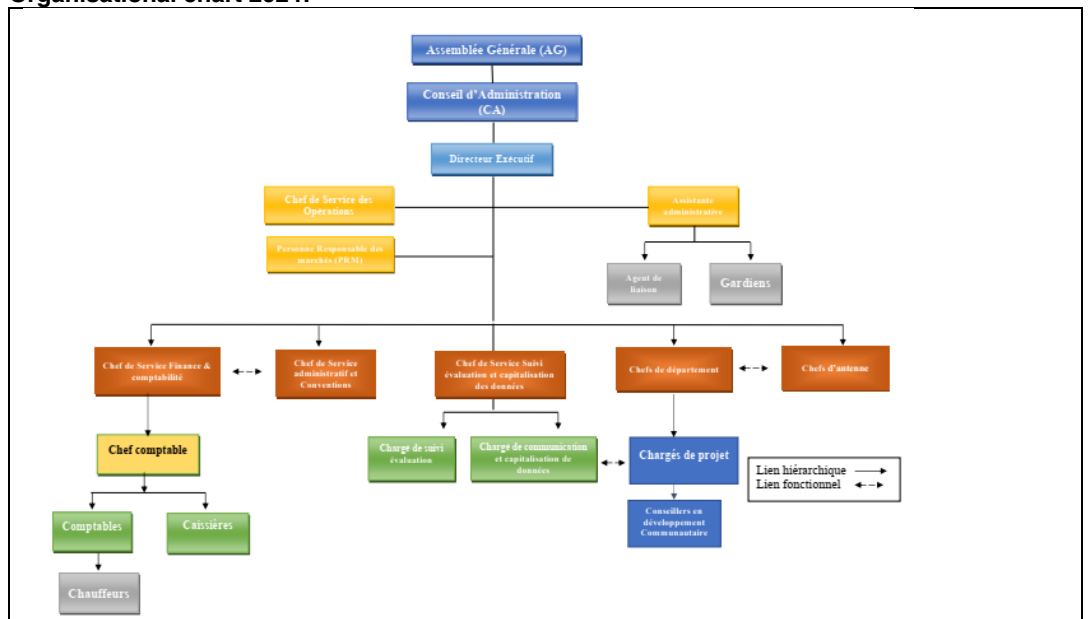 Organisational chart 2021:
Assemblée Générale (AG)
Conseil d'Administration
(CA)
Directeur Exécutif
Chef de Service des
Opérations
Assistante
administrative
Personne Responsable des
marchés (PRM)
Agent de
liaison
Gardiens
Chef de Service Finance &
comptabilité
Chef de Service
administratif et
Conventions
Chef de Service Suivi
évaluation et capitalisation
des données
Chefs de département
Chefs d'antenne
Chef comptable
Chargé de suivi
évaluation
Chargé de communication
et capitalisation de
données
Chargés de projet
Lien hiérarchique
Lien fonctionnel
Comptables
Caissières
Conseillers en
développement
Communautaire
Chauffeurs